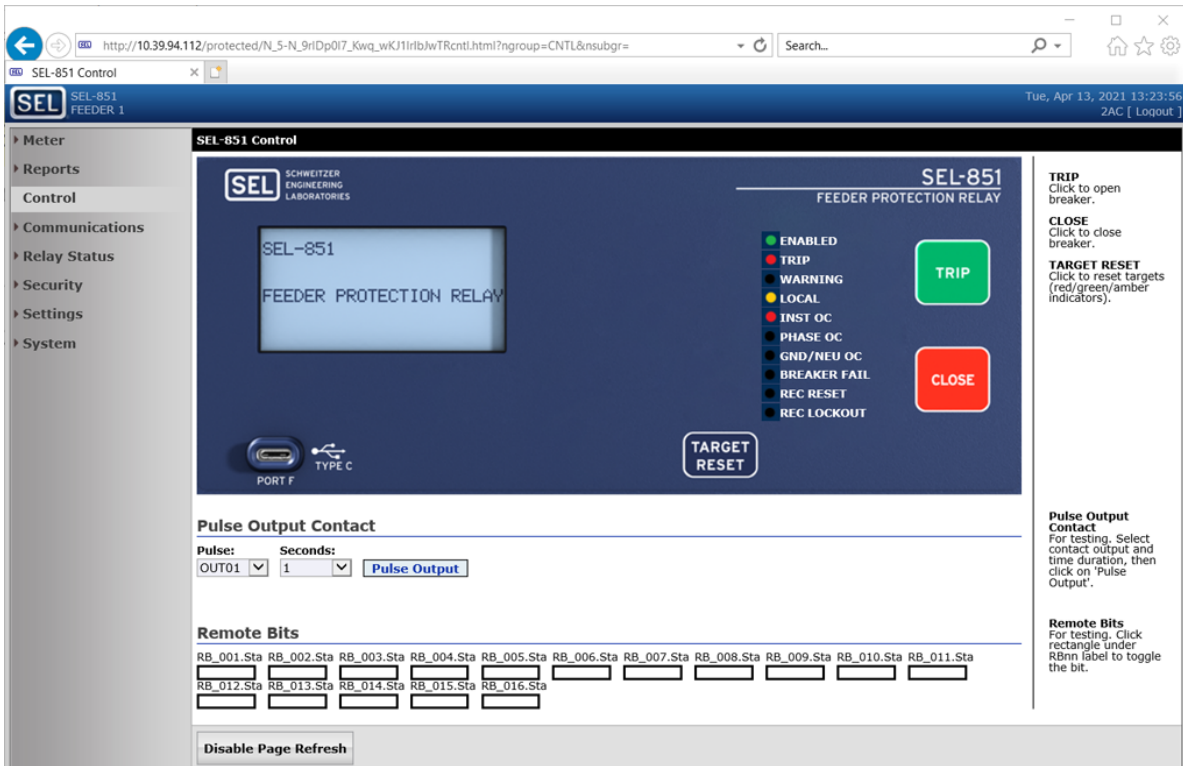 http://10.39.94.112/protected/N_5-N_9rIDp0I7_Kwq_wKJ1IrIbJwTRcntl.html?ngroup=CNTL&nsubgr=
Search...
SEL-851 Control
SEL
SEL-851
FEEDER 1
Tue, Apr 13, 2021 13:23:56
2AC [ Logout ]
Meter
Reports
Control
Communications
Relay Status
Security
Settings
System
SEL-851 Control
SEL
SCHWEITZER
ENGINEERING
LABORATORIES
SEL-851
FEEDER PROTECTION RELAY
SEL-851
FEEDER PROTECTION RELAY
ENABLED
TRIP
WARNING
LOCAL
INST OC
PHASE OC
GND/NEU OC
BREAKER FAIL
REC RESET
REC LOCKOUT
TRIP
CLOSE
TARGET
RESET
TYPE C
PORT F
TRIP
Click to open
breaker.
CLOSE
Click to close
breaker.
TARGET RESET
Click to reset targets
(red/green/amber
indicators).
Pulse Output Contact
Pulse: Seconds:
OUT01 1 Pulse Output
Pulse Output
Contact
For testing. Select
contact output and
time duration, then
click on 'Pulse
Output'.
Remote Bits
RB_001.Sta RB_002.Sta RB_003.Sta RB_004.Sta RB_005.Sta RB_006.Sta RB_007.Sta RB_008.Sta RB_009.Sta RB_010.Sta RB_011.Sta
RB_012.Sta RB_013.Sta RB_014.Sta RB_015.Sta RB_016.Sta
Remote Bits
For testing. Click
rectangle under
RBnn label to toggle
the bit.
Disable Page Refresh